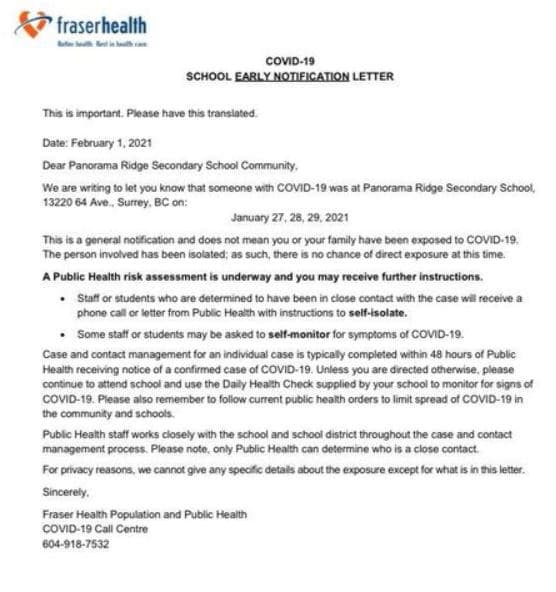 fraserhealth
Better health. Best in health care.
COVID-19
SCHOOL EARLY NOTIFICATION LETTER
This is important. Please have this translated.
Date: February 1, 2021
Dear Panorama Ridge Secondary School Community,
We are writing to let you know that someone with COVID-19 was at Panorama Ridge Secondary School,
13220 64 Ave., Surrey, BC on:
January 27, 28, 29, 2021
This is a general notification and does not mean you or your family have been exposed to COVID-19.
The person involved has been isolated; as such, there is no chance of direct exposure at this time.
A Public Health risk assessment is underway and you may receive further instructions.
• Staff or students who are determined to have been in close contact with the case will receive a
phone call or letter from Public Health with instructions to self-isolate.
• Some staff or students may be asked to self-monitor for symptoms of COVID-19.
Case and contact management for an individual case is typically completed within 48 hours of Public
Health receiving notice of a confirmed case of COVID-19. Unless you are directed otherwise, please
continue to attend school and use the Daily Health Check supplied by your school to monitor for signs of
COVID-19. Please also remember to follow current public health orders to limit spread of COVID-19 in
the community and schools.
Public Health staff works closely with the school and school district throughout the case and contact
management process. Please note, only Public Health can determine who is a close contact.
For privacy reasons, we cannot give any specific details about the exposure except for what is in this letter.
Sincerely,
Fraser Health Population and Public Health
COVID-19 Call Centre
604-918-7532